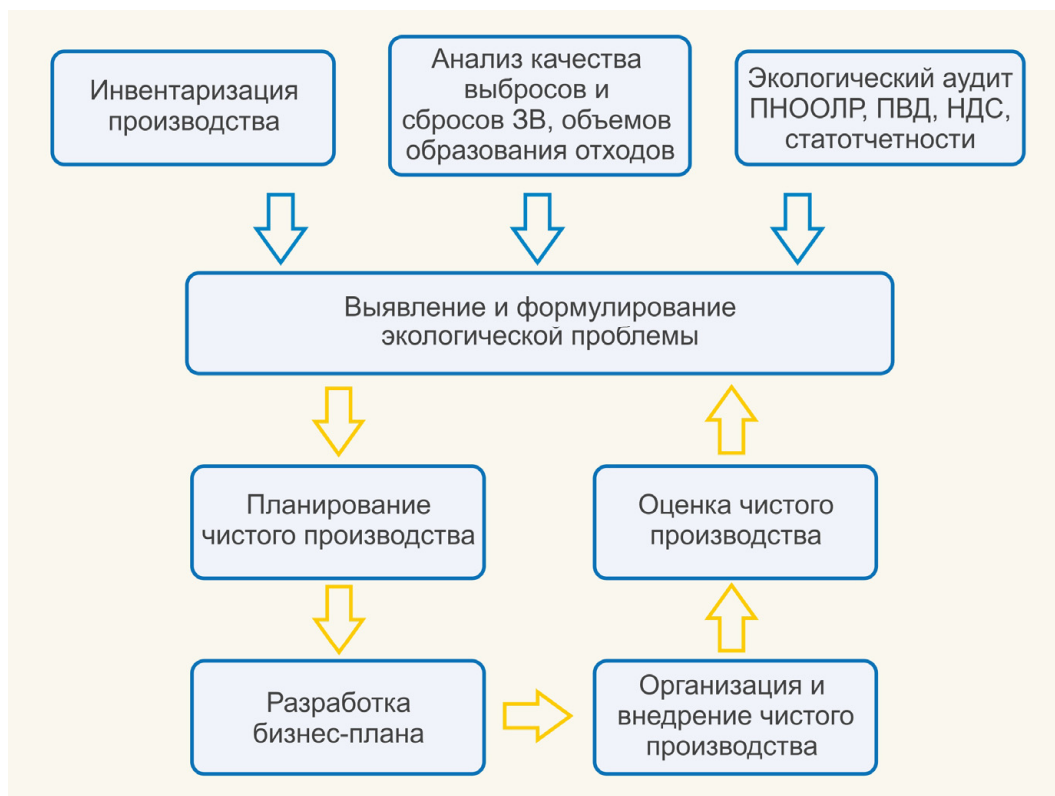 Инвентаризация
производства
Анализ качества
выбросов и
сбросов ЗВ, объемов
образования отходов
Экологический аудит
ПНООЛР, ПВД, НДС,
статотчетности
Выявление и формулирование
экологической проблемы
Планирование
чистого производства
Оценка чистого
производства
Разработка
бизнес-плана
Организация и
внедрение чистого
производства